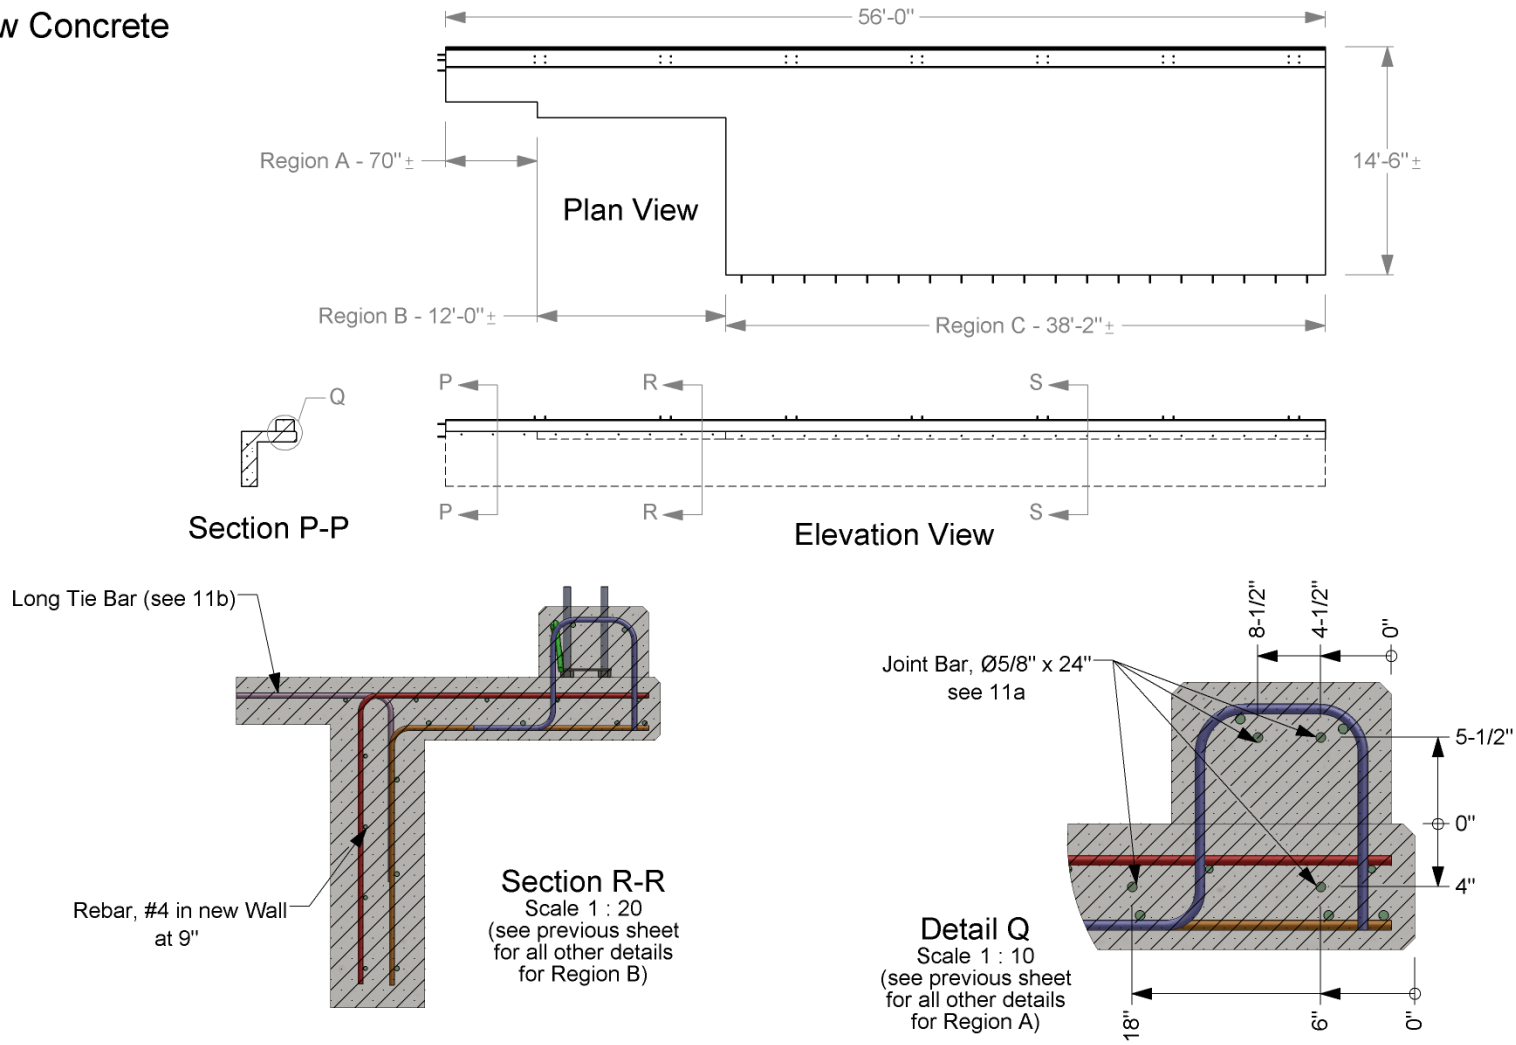 w Concrete
56'-0"
Region A - 70"±
14'-6"±
Plan View
Region B - 12'-0"±
Region C - 38'-2"±
P
R
S
Q
P
R
S
Section P-P
Elevation View
Long Tie Bar (see 11b)
8-1/2"
4-1/2"
0"
Joint Bar, Ø5/8" x 24"
see 11a
5-1/2"
0"
4"
Rebar, #4 in new Wall
at 9"
Section R-R
Scale 1 : 20
(see previous sheet
for all other details
for Region B)
Detail Q
Scale 1 : 10
(see previous sheet
for all other details
for Region A)
18"
6"
0"